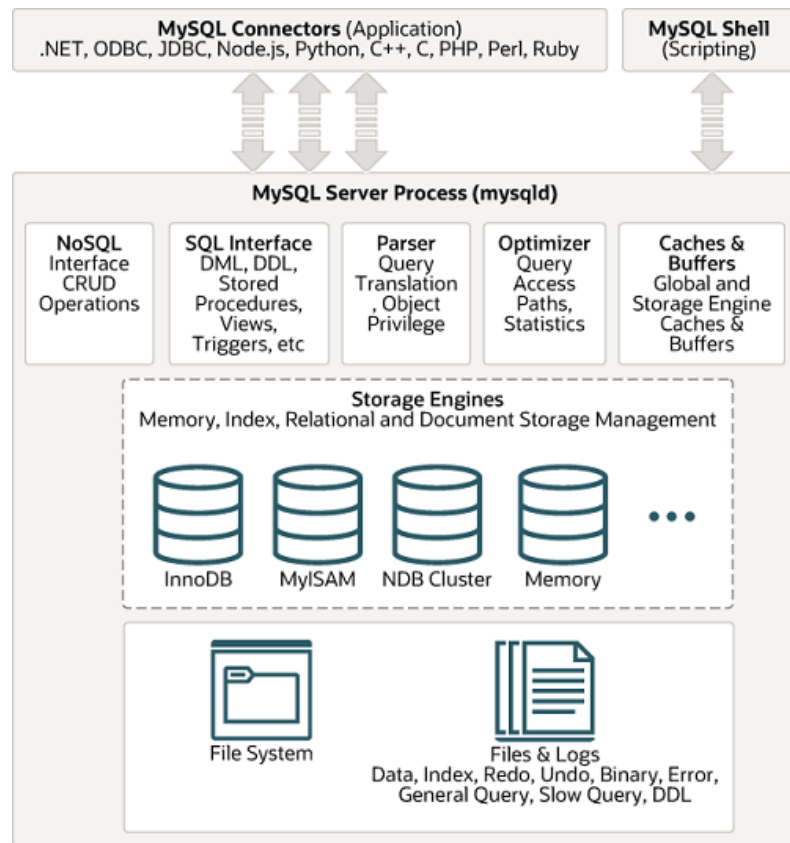 MySQL Connectors (Application)
.NET, ODBC, JDBC, Node.js, Python, C++, C, PHP, Perl, Ruby
MySQL Shell
(Scripting)
MySQL Server Process (mysqld)
NoSQL
Interface
CRUD
Operations
SQL Interface
DML, DDL,
Stored
Procedures,
Views,
Triggers, etc
Parser
Query
Translation
, Object
Privilege
Optimizer
Query
Access
Paths,
Statistics
Caches &
Buffers
Global and
Storage Engine
Caches &
Buffers
Storage Engines
Memory, Index, Relational and Document Storage Management
InnoDB
MyISAM
NDB Cluster
Memory
File System
Files & Logs
Data, Index, Redo, Undo, Binary, Error,
General Query, Slow Query, DDL